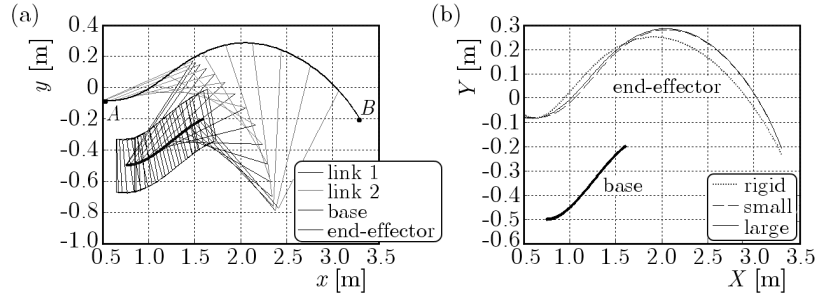 (a)
y [m]
0.4
0.2
0
-0.2
-0.4
-0.6
-0.8
-1.0
A
B
link 1
link 2
base
end-effector
0.5 1.0 1.5 2.0 2.5 3.0 3.5
x [m]
(b)
Y [m]
0.3
0.2
0.1
0
-0.1
-0.2
-0.3
-0.4
-0.5
-0.6
end-effector
base
rigid
small
large
0.5 1.0 1.5 2.0 2.5 3.0 3.5
X [m]